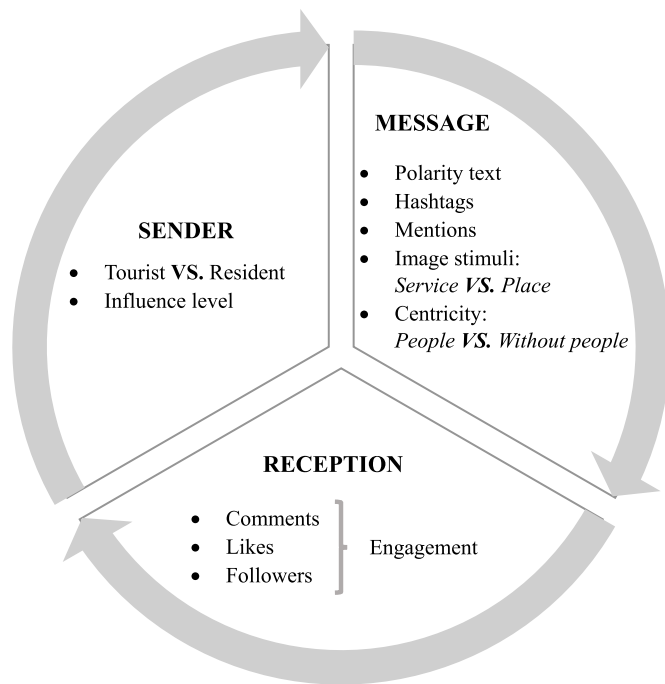 MESSAGE
• Polarity text
• Hashtags
• Mentions
• Image stimuli:
Service VS. Place
• Centricity:
People VS. Without people
SENDER
• Tourist VS. Resident
• Influence level
RECEPTION
• Comments
• Likes
• Followers
Engagement